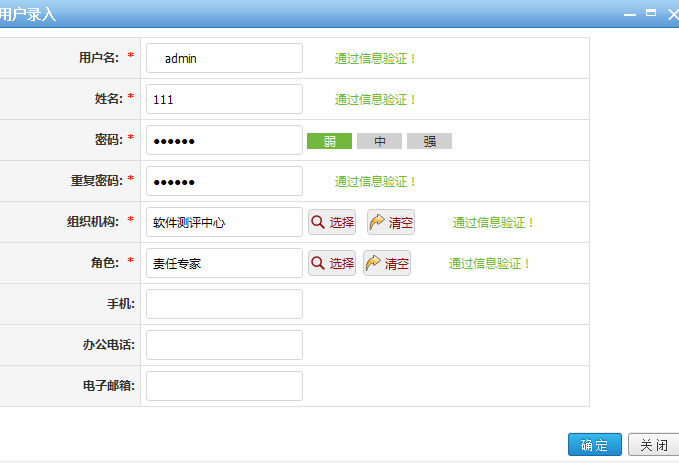 用户录入
用户名: * admin 通过信息验证！
姓名: * 111 通过信息验证！
密码: * ●●●●●● 弱 中 强
重复密码: * ●●●●●● 通过信息验证！
组织机构: * 软件测评中心 选择 清空 通过信息验证！
角色: * 责任专家 选择 清空 通过信息验证！
手机:
办公电话:
电子邮箱:
确定 关闭